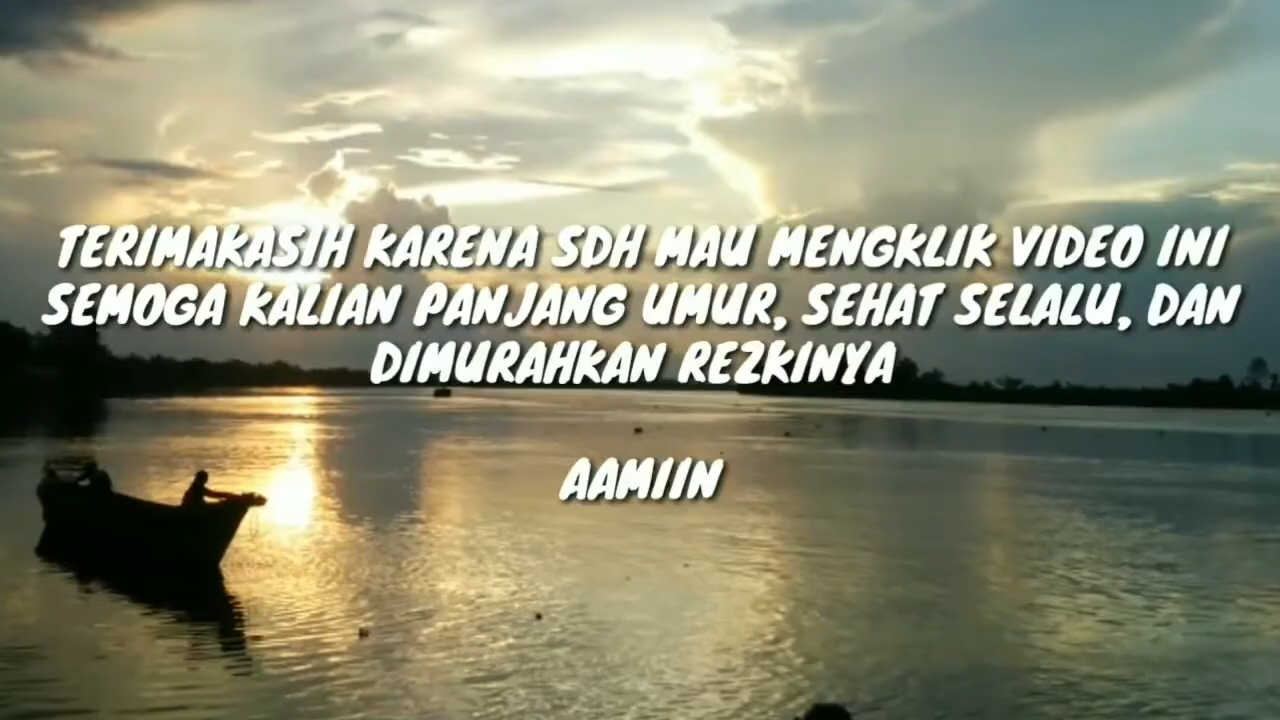 TERIMAKASIH KARENA SDH MAU MENGKLIK VIDEO INI
SEMOGA KALIAN PANJANG UMUR, SEHAT SELALU, DAN
DIMURAHKAN REZKINYA
AAMIIN